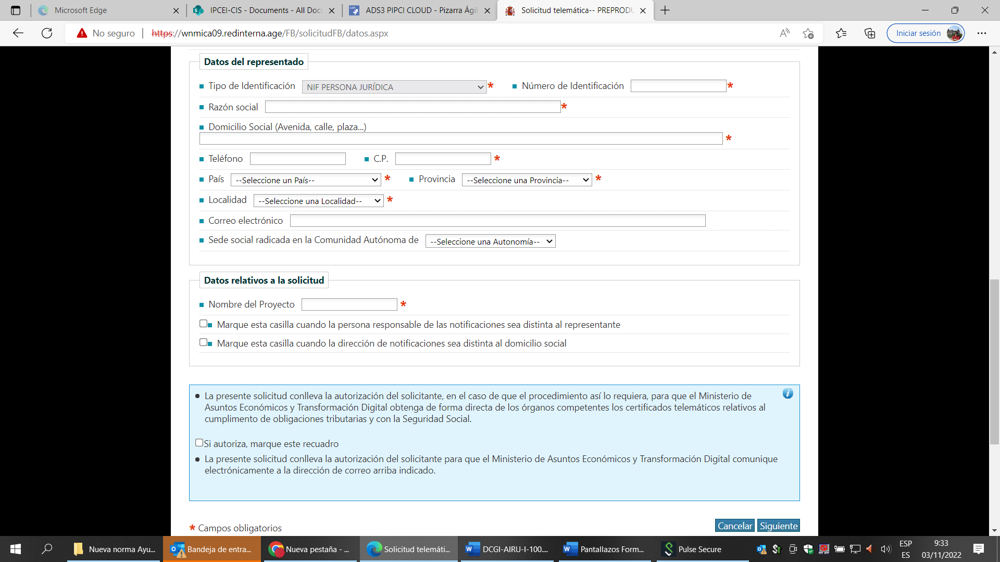 Microsoft Edge
IPCEI-CIS - Documents - All Docu
ADS3 PIPCI CLOUD - Pizarra Ágil
Solicitud telemática-- PREPRODU
No seguro
https://wnmica09.redinterna.age/FB/solicitudFB/datos.aspx
Iniciar sesión
Datos del representado
Tipo de Identificación NIF PERSONA JURÍDICA * Número de Identificación *
Razón social *
Domicilio Social (Avenida, calle, plaza...)
*
Teléfono C.P. *
País --Seleccione un País-- * Provincia --Seleccione una Provincia-- *
Localidad --Seleccione una Localidad-- *
Correo electrónico
Sede social radicada en la Comunidad Autónoma de --Seleccione una Autonomía--
Datos relativos a la solicitud
Nombre del Proyecto *
Marque esta casilla cuando la persona responsable de las notificaciones sea distinta al representante
Marque esta casilla cuando la dirección de notificaciones sea distinta al domicilio social
La presente solicitud conlleva la autorización del solicitante, en el caso de que el procedimiento así lo requiera, para que el Ministerio de
Asuntos Económicos y Transformación Digital obtenga de forma directa de los órganos competentes los certificados telemáticos relativos al
cumplimento de obligaciones tributarias y con la Seguridad Social.
Si autoriza, marque este recuadro
La presente solicitud conlleva la autorización del solicitante para que el Ministerio de Asuntos Económicos y Transformación Digital comunique
electrónicamente a la dirección de correo arriba indicado.
* Campos obligatorios
Cancelar Siguiente
Nueva norma Ayu...
Bandeja de entra...
Nueva pestaña - ...
Solicitud telemáti...
DCGI-AIRU-I-100....
Pantallazos Form...
Pulse Secure
ESP
ES
9:33
03/11/2022